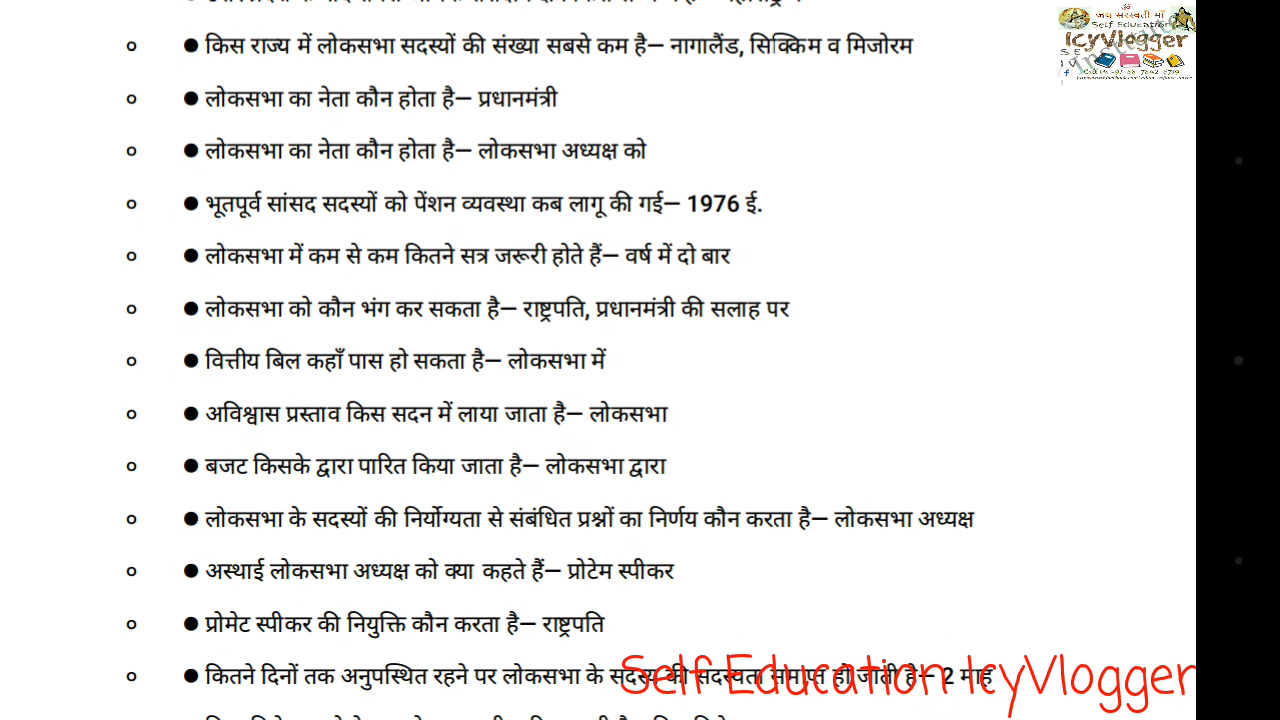 ● किस राज्य में लोकसभा सदस्यों की संख्या सबसे कम है— नागालैंड, सिक्किम व मिजोरम
● लोकसभा का नेता कौन होता है— प्रधानमंत्री
● लोकसभा का नेता कौन होता है— लोकसभा अध्यक्ष को
● भूतपूर्व सांसद सदस्यों को पेंशन व्यवस्था कब लागू की गई— 1976 ई.
● लोकसभा में कम से कम कितने सत्र जरूरी होते हैं— वर्ष में दो बार
● लोकसभा को कौन भंग कर सकता है— राष्ट्रपति, प्रधानमंत्री की सलाह पर
● वित्तीय बिल कहाँ पास हो सकता है— लोकसभा में
● अविश्वास प्रस्ताव किस सदन में लाया जाता है— लोकसभा
● बजट किसके द्वारा पारित किया जाता है— लोकसभा द्वारा
● लोकसभा के सदस्यों की निर्योग्यता से संबंधित प्रश्नों का निर्णय कौन करता है— लोकसभा अध्यक्ष
● अस्थाई लोकसभा अध्यक्ष को क्या कहते हैं— प्रोटेम स्पीकर
● प्रोमेट स्पीकर की नियुक्ति कौन करता है— राष्ट्रपति
● कितने दिनों तक अनुपस्थित रहने पर लोकसभा के सदस्य की सदस्यता समाप्त हो जाती है— 2 माह
Self Education IcyVlogger
ॐ
जय सरस्वती माँ
Self Education
IcyVlogger